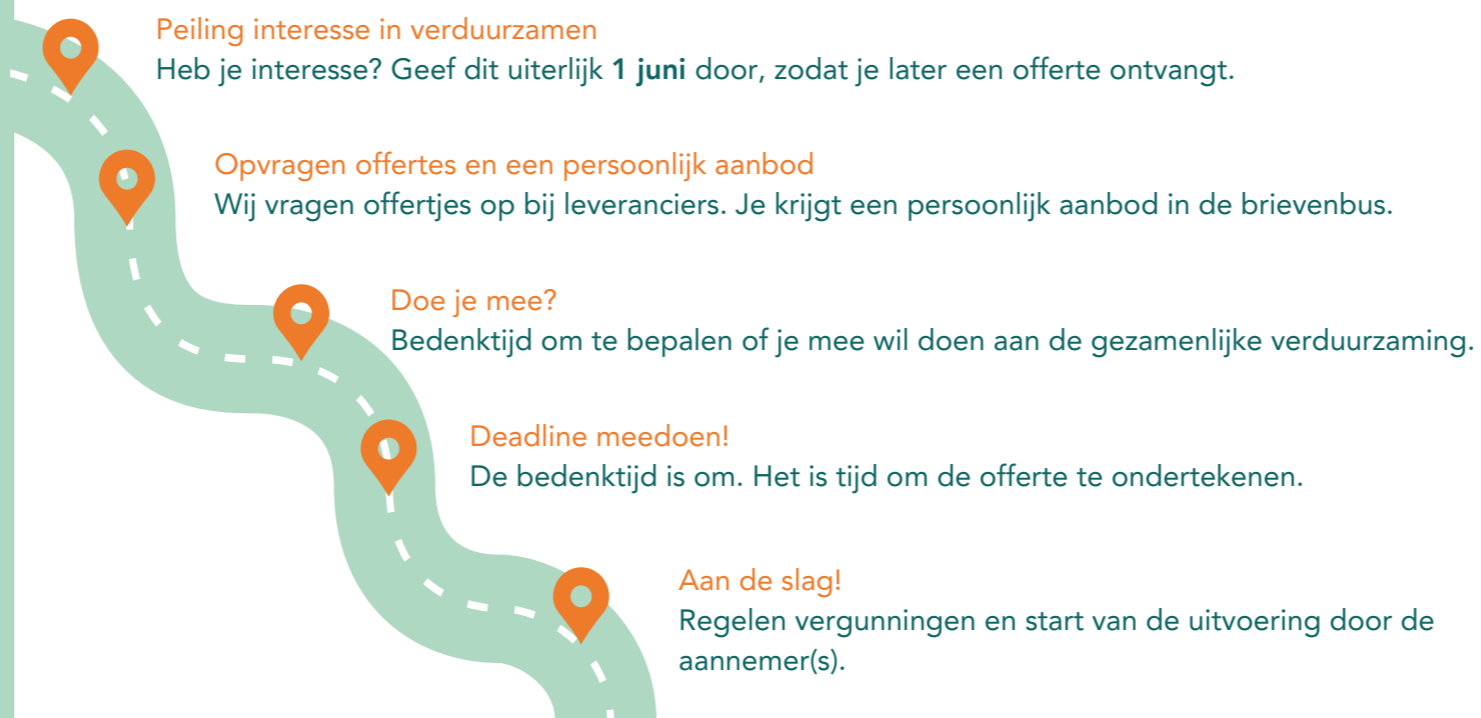 Peiling interesse in verduurzamen
Heb je interesse? Geef dit uiterlijk 1 juni door, zodat je later een offerte ontvangt.
Opvragen offertes en een persoonlijk aanbod
Wij vragen offertjes op bij leveranciers. Je krijgt een persoonlijk aanbod in de brievenbus.
Doe je mee?
Bedenktijd om te bepalen of je mee wil doen aan de gezamenlijke verduurzaming.
Deadline meedoen!
De bedenktijd is om. Het is tijd om de offerte te ondertekenen.
Aan de slag!
Regelen vergunningen en start van de uitvoering door de
aannemer(s).